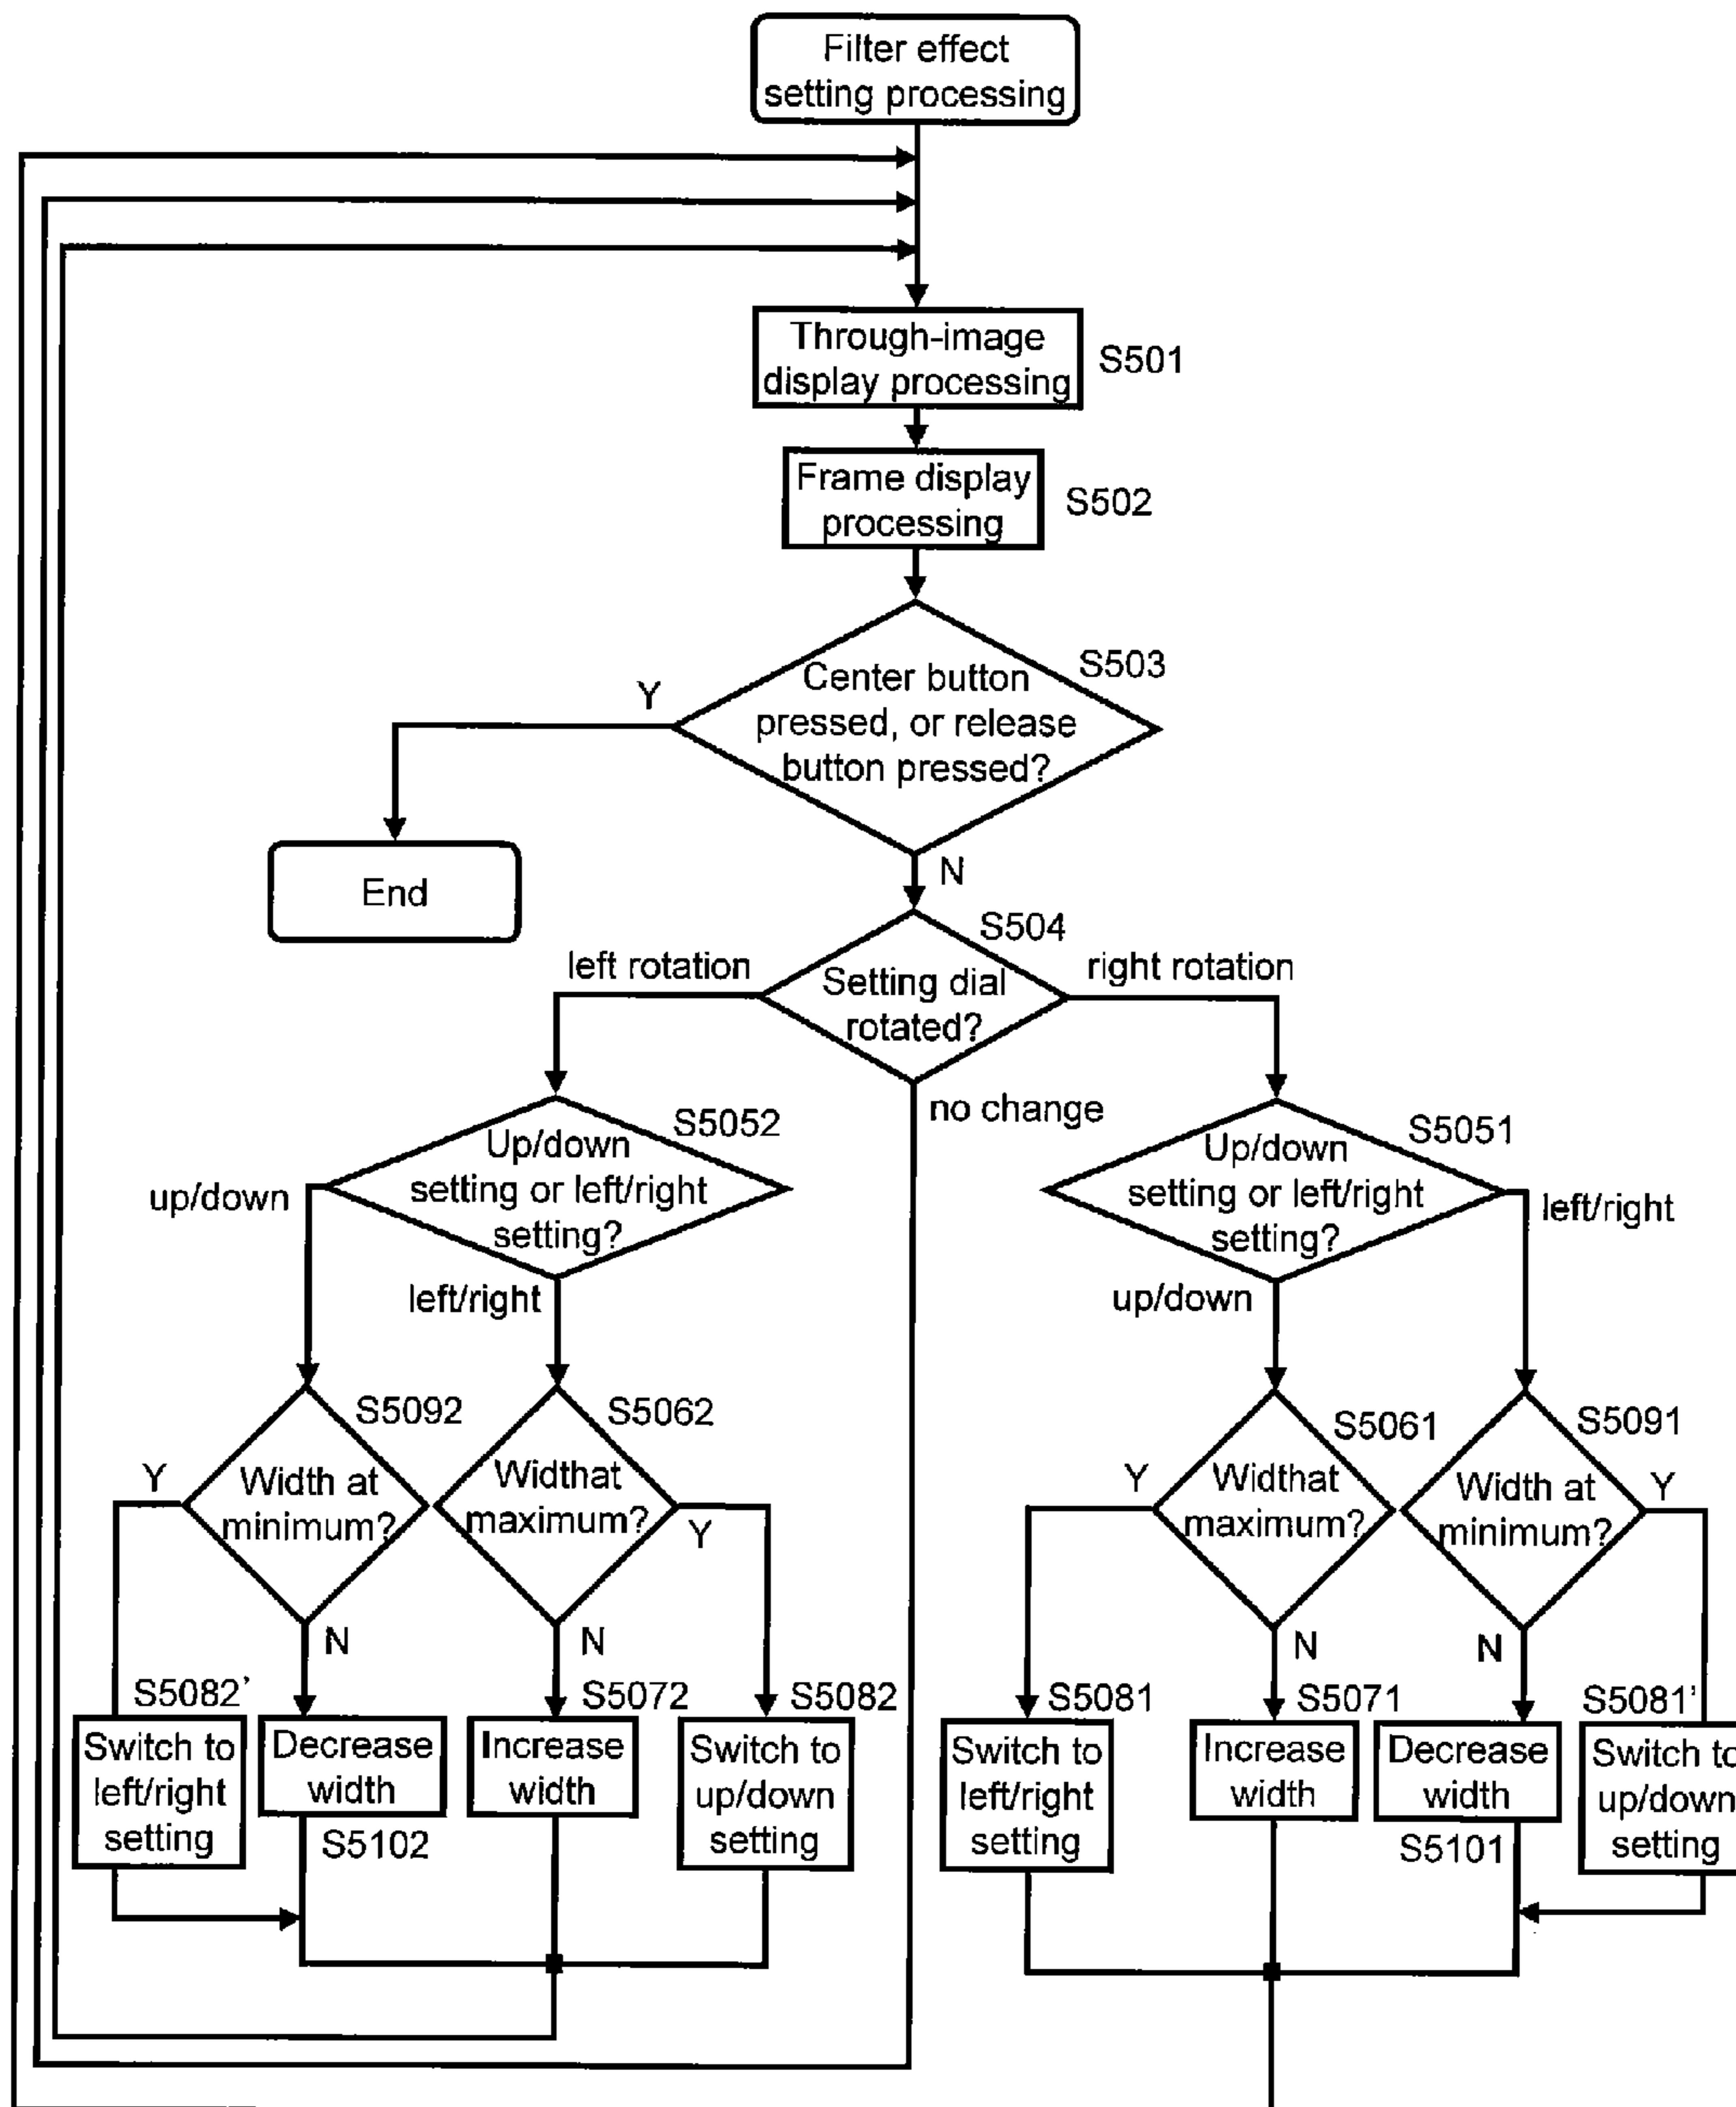 Filter effect
setting processing
Through-image
display processing
S501
Frame display
processing
S502
S503
Center button
pressed, or release
button pressed?
Y
End
N
S504
left rotation
right rotation
Setting dial
rotated?
no change
S5052
Up/down
setting or left/right
setting?
up/down
left/right
S5051
Up/down
setting or left/right
setting?
left/right
up/down
S5092
Width at
minimum?
Y
N
S5062
Widthat
maximum?
Y
N
S5061
Widthat
maximum?
Y
N
S5091
Width at
minimum?
Y
N
S5082'
Switch to
left/right
setting
Decrease
width
S5102
S5072
Increase
width
S5082
Switch to
up/down
setting
S5081
Switch to
left/right
setting
S5071
Increase
width
Decrease
width
S5101
S5081'
Switch to
up/down
setting